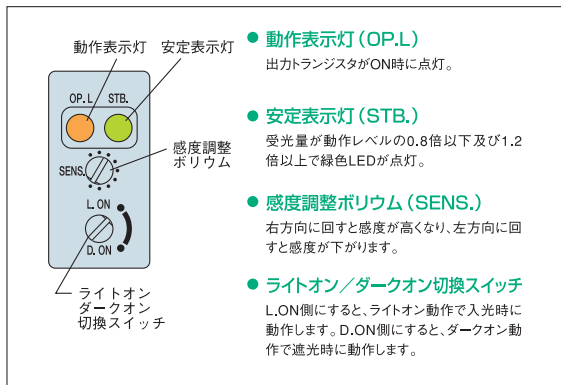 動作表示灯 安定表示灯
OP.L STB.
SENS.
感度調整
ボリウム
L.ON
D.ON
ライトオン
ダークオン
切換スイッチ
● 動作表示灯(OP.L)
出力トランジスタがON時に点灯。
● 安定表示灯(STB.)
受光量が動作レベルの0.8倍以下及び1.2
倍以上で緑色LEDが点灯。
● 感度調整ボリウム(SENS.)
右方向に回すと感度が高くなり、左方向に回
すと感度が下がります。
● ライトオン/ダークオン切換スイッチ
L.ON側にすると、ライトオン動作で入光時に
動作します。D.ON側にすると、ダークオン動
作で遮光時に動作します。